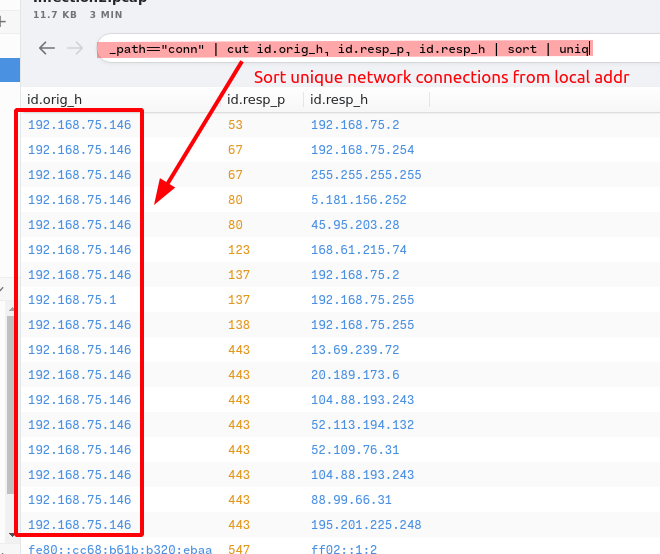 11.7 KB 3 MIN
_path=="conn" | cut id.orig_h, id.resp_p, id.resp_h | sort | uniq
Sort unique network connections from local addr
id.orig_h id.resp_p id.resp_h
192.168.75.146 53 192.168.75.2
192.168.75.146 67 192.168.75.254
192.168.75.146 67 255.255.255.255
192.168.75.146 80 5.181.156.252
192.168.75.146 80 45.95.203.28
192.168.75.146 123 168.61.215.74
192.168.75.146 137 192.168.75.2
192.168.75.1 137 192.168.75.255
192.168.75.146 138 192.168.75.255
192.168.75.146 443 13.69.239.72
192.168.75.146 443 20.189.173.6
192.168.75.146 443 104.88.193.243
192.168.75.146 443 52.113.194.132
192.168.75.146 443 52.109.76.31
192.168.75.146 443 104.88.193.243
192.168.75.146 443 88.99.66.31
192.168.75.146 443 195.201.225.248
fe80::cc68:b61b:b320:ebaa 547 ff02::1:2